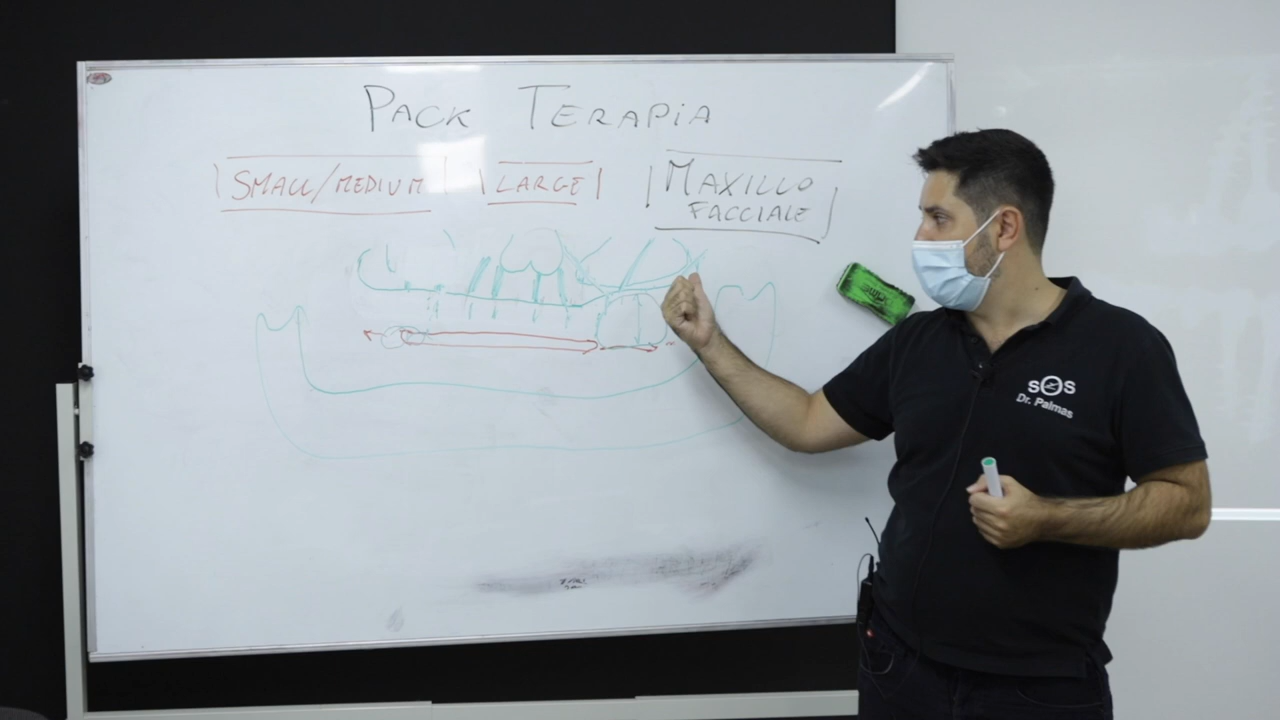 PACK TERAPIA
SMALL/MEDIUM
LARGE
MAXILLO
FACCIALE
SOS
Dr. Palmas